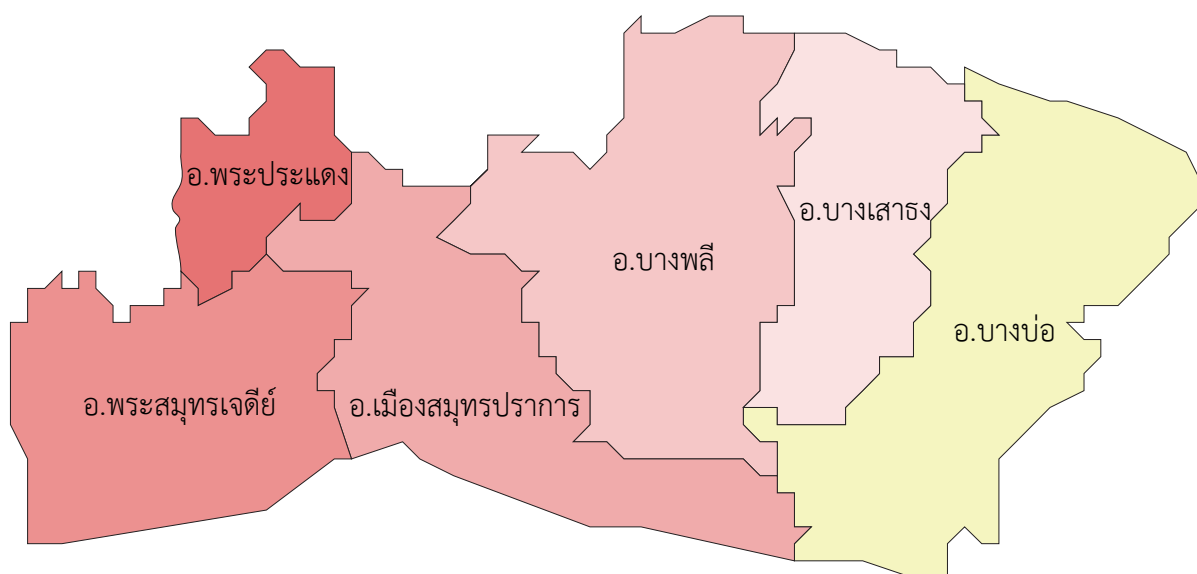 อ.พระประแดง
อ.บางเสาธง
อ.บางพลี
อ.บางบ่อ
อ.พระสมุทรเจดีย์
อ.เมืองสมุทรปราการ